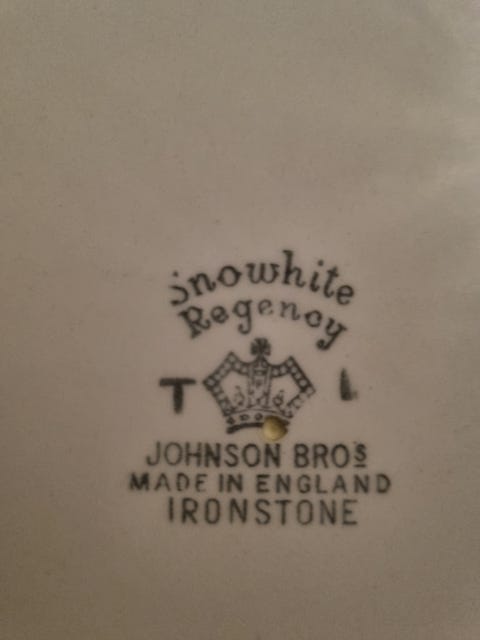 Snowhite
Regency
T L
JOHNSON BROS
MADE IN ENGLAND
IRONSTONE